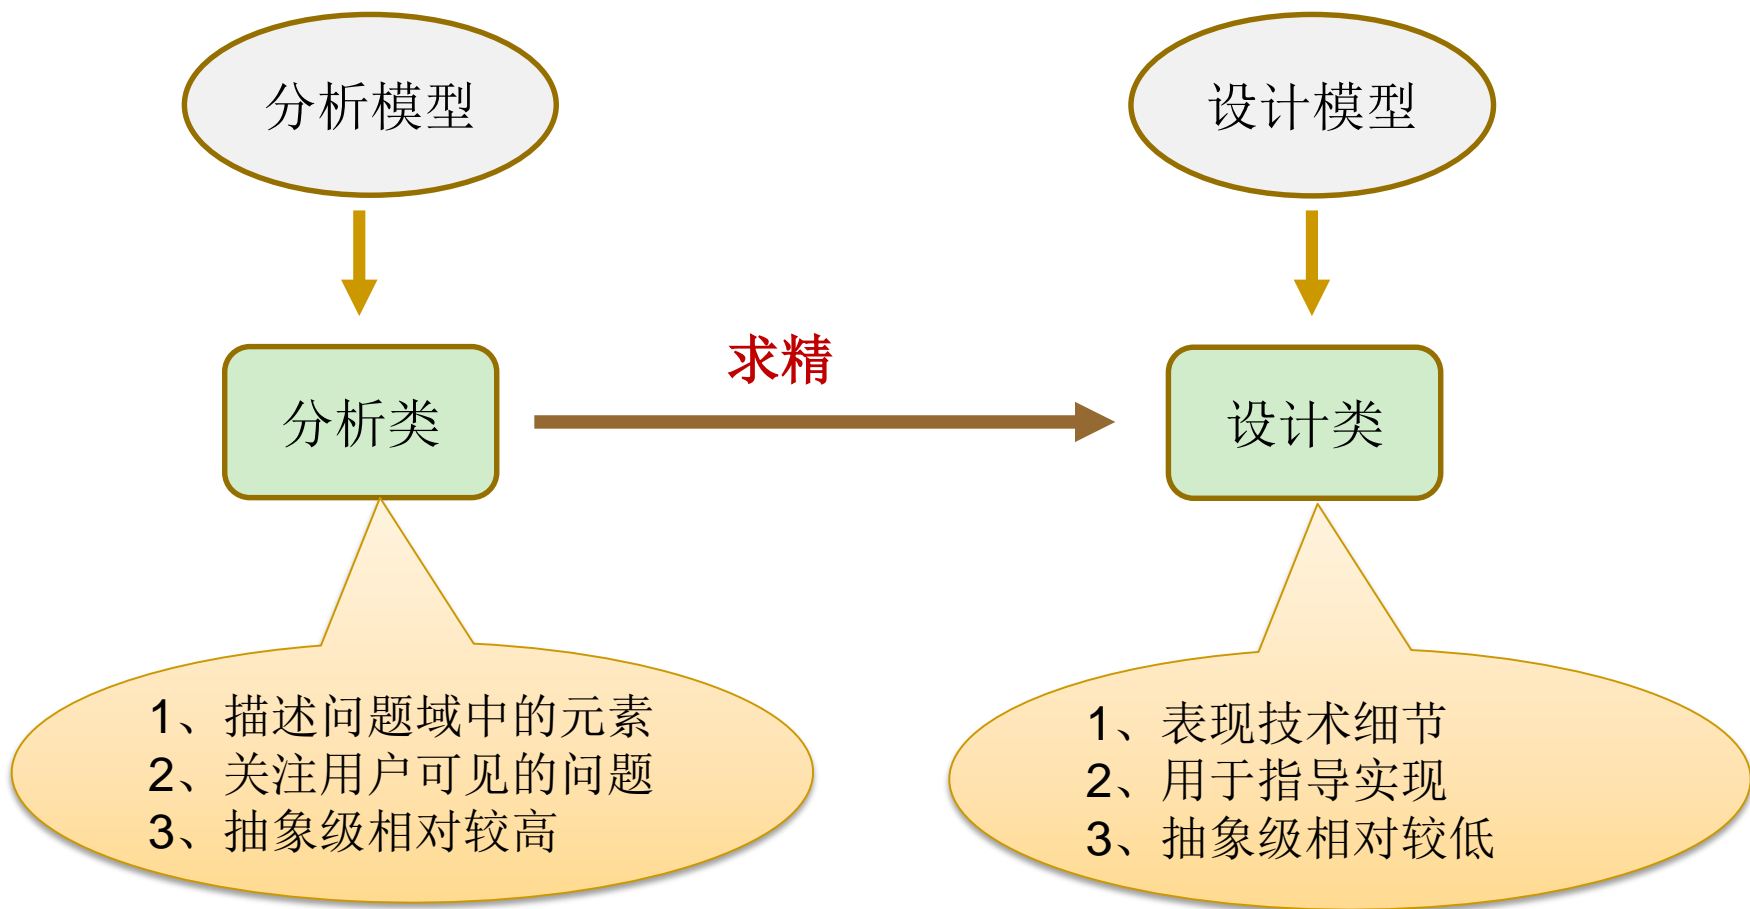 分析模型
设计模型
求精
分析类
设计类
1、描述问题域中的元素
2、关注用户可见的问题
3、抽象级相对较高
1、表现技术细节
2、用于指导实现
3、抽象级相对较低